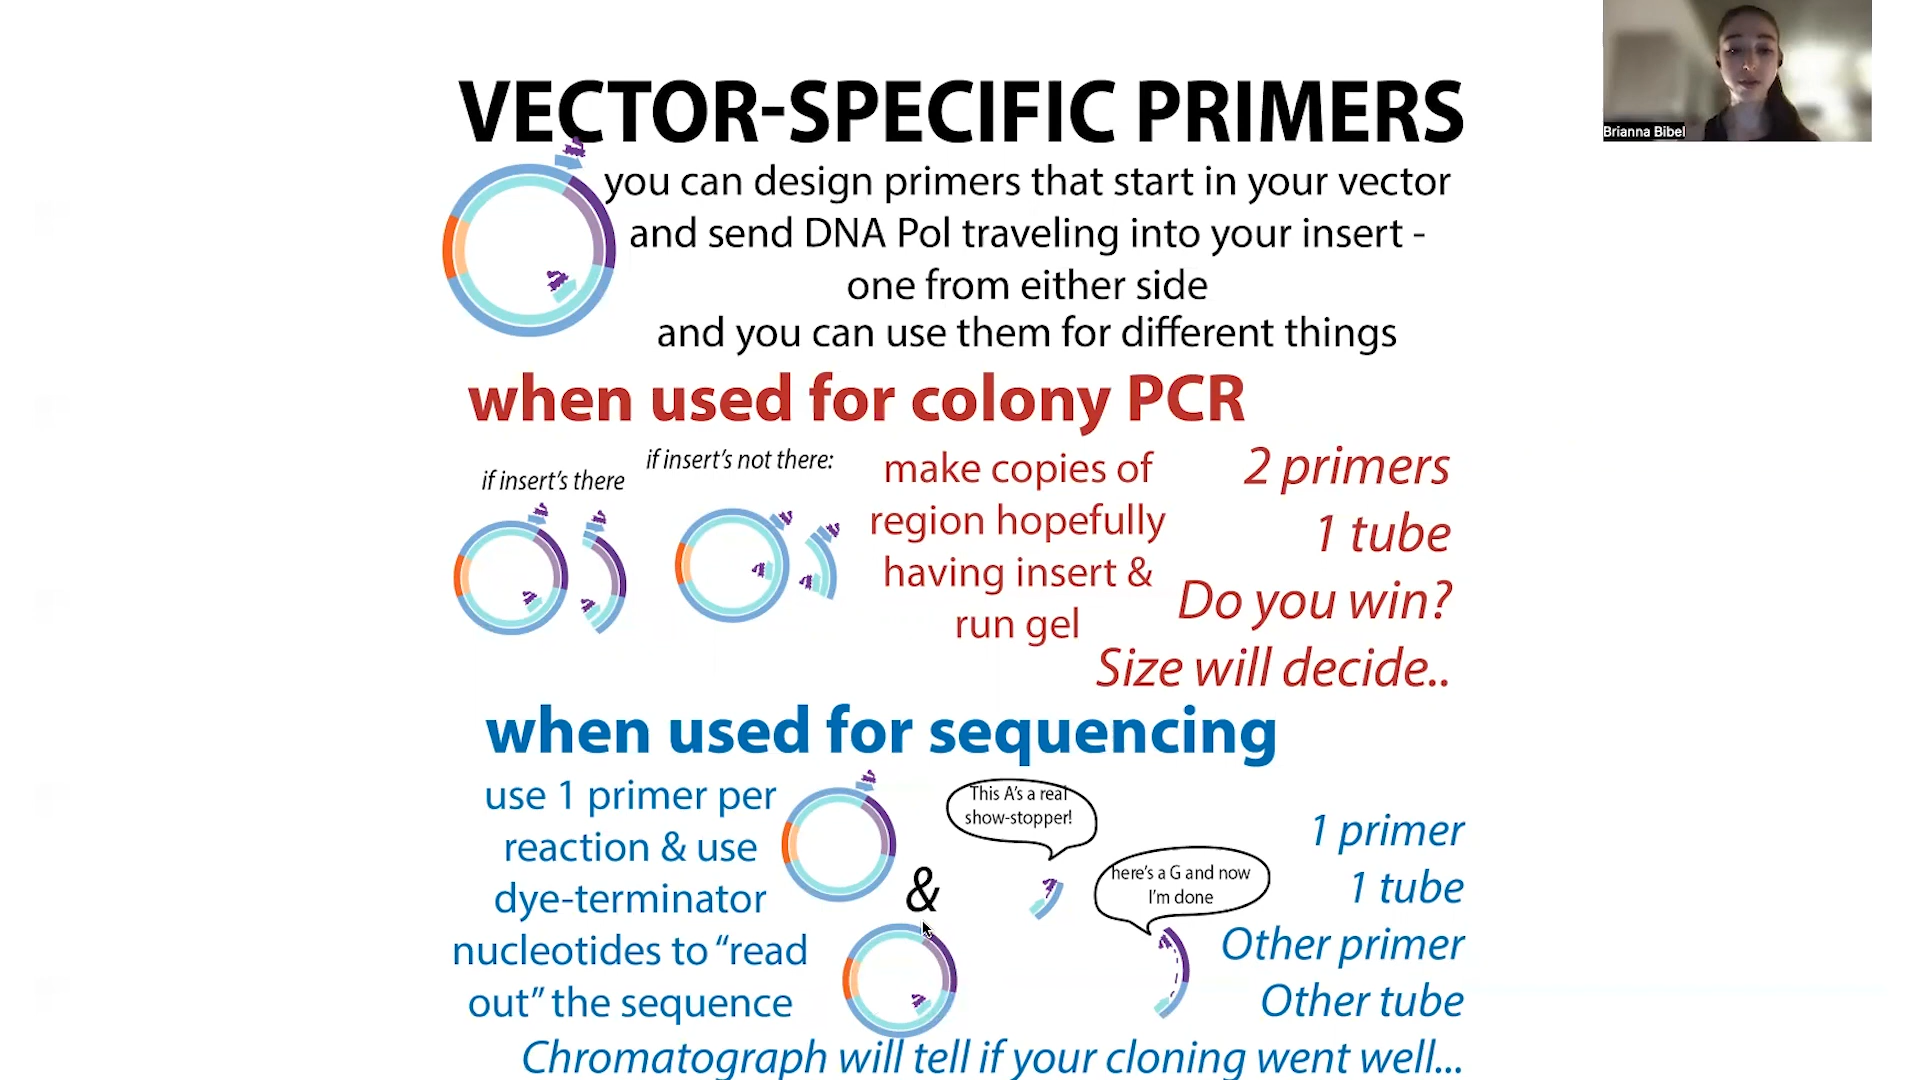 VECTOR-SPECIFIC PRIMERS
you can design primers that start in your vector
and send DNA Pol traveling into your insert -
one from either side
and you can use them for different things
when used for colony PCR
if insert's there
if insert's not there:
make copies of
region hopefully
having insert &
run gel
2 primers
1 tube
Do you win?
Size will decide..
when used for sequencing
use 1 primer per
reaction & use
dye-terminator
nucleotides to “read
out” the sequence
&
This A's a real
show-stopper!
here's a G and now
I'm done
1 primer
1 tube
Other primer
Other tube
Chromatograph will tell if your cloning went well...
Brianna Bibel